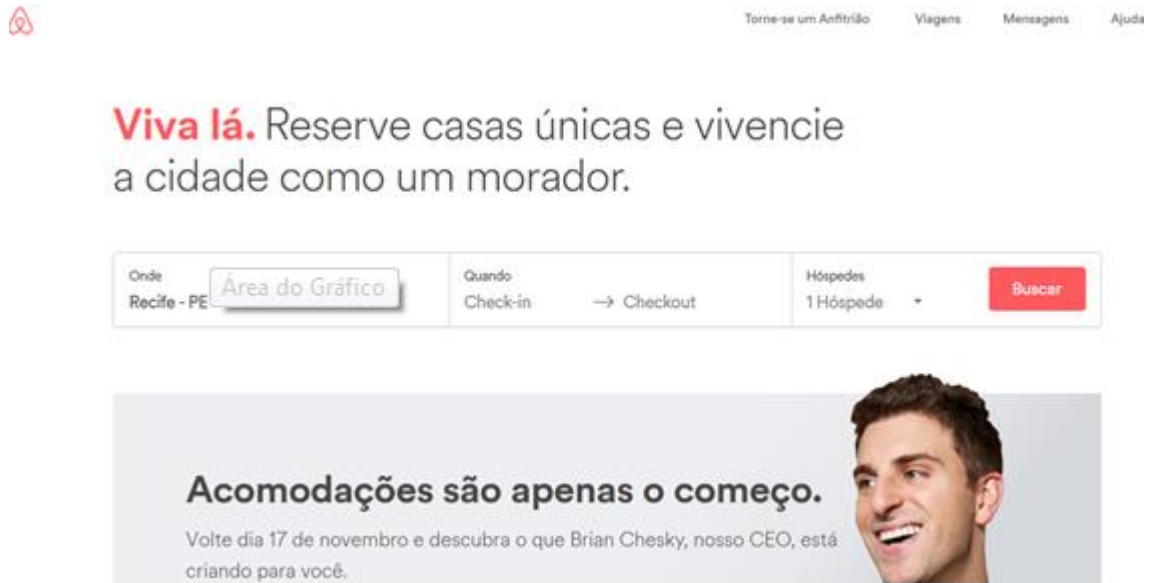 Torne-se um Anfitrião Viagens Mensagens Ajuda
Viva lá. Reserve casas únicas e vivencie
a cidade como um morador.
Onde Quando Hóspedes
Recife - PE Área do Gráfico Check-in → Checkout 1 Hóspede Buscar
Acomodações são apenas o começo.
Volte dia 17 de novembro e descubra o que Brian Chesky, nosso CEO, está
criando para você.